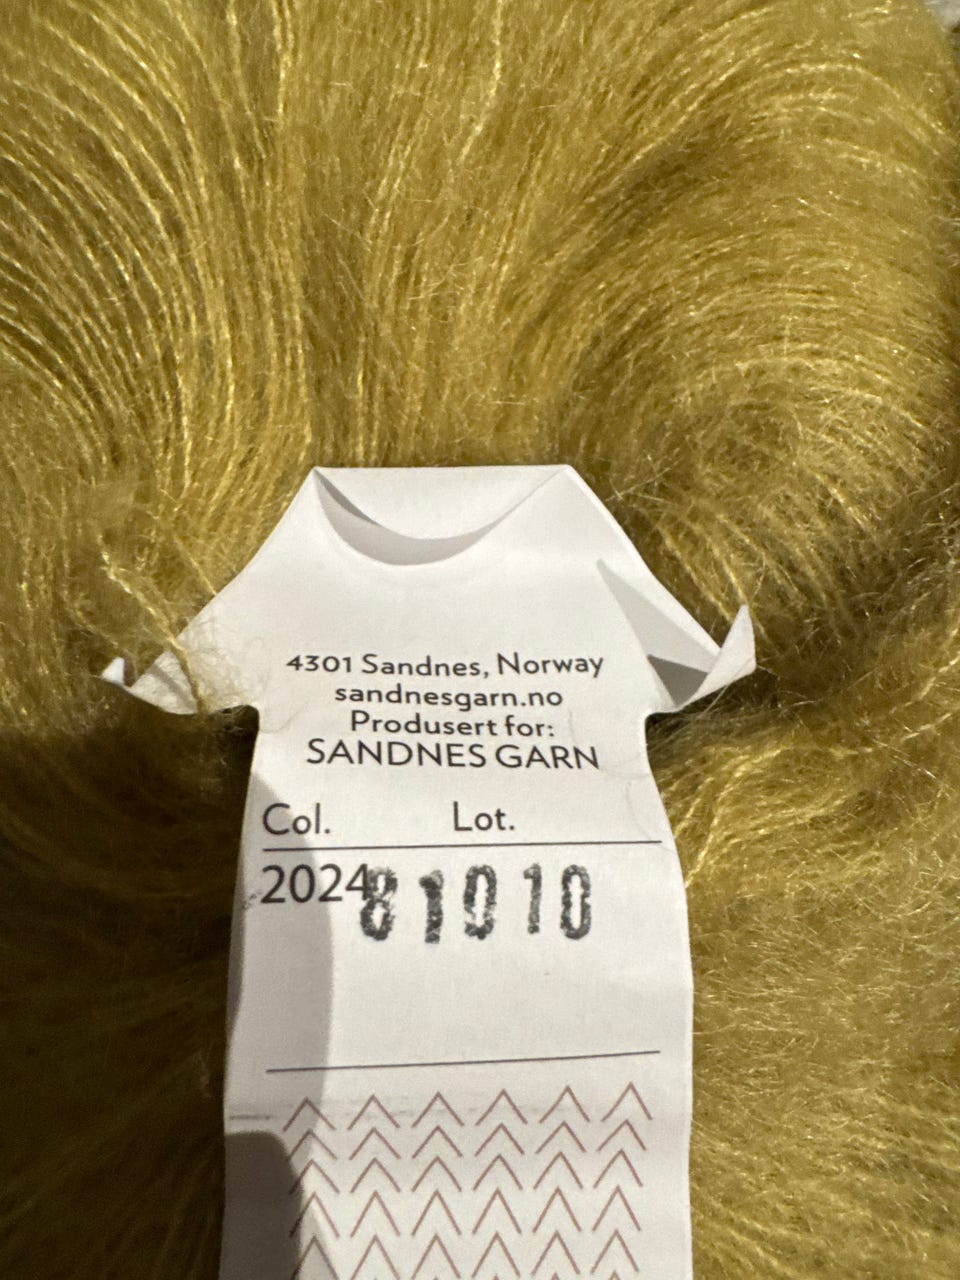 4301 Sandnes, Norway
sandnesgarn.no
Produsert for:
SANDNES GARN
Col. Lot.
2024 81010